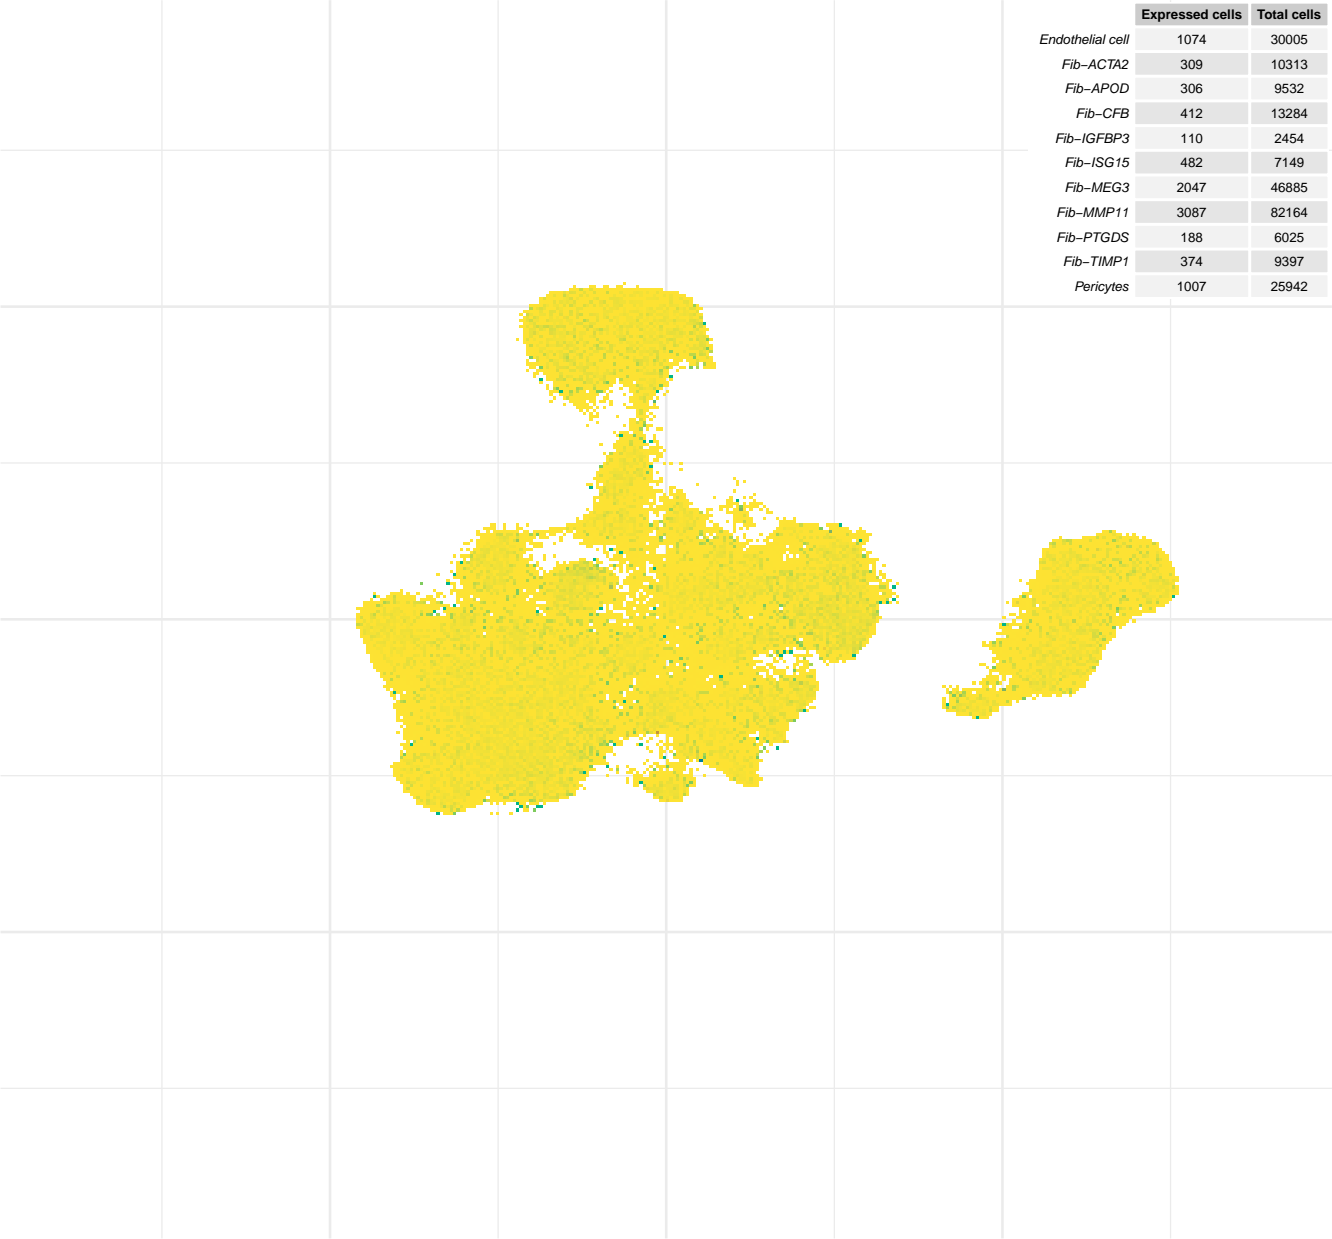 Expressed cells Total cells
Endothelial cell 1074 30005
Fib−ACTA2 309 10313
Fib−APOD 306 9532
Fib−CFB 412 13284
Fib−IGFBP3 110 2454
Fib−ISG15 482 7149
Fib−MEG3 2047 46885
Fib−MMP11 3087 82164
Fib−PTGDS 188 6025
Fib−TIMP1 374 9397
Pericytes 1007 25942